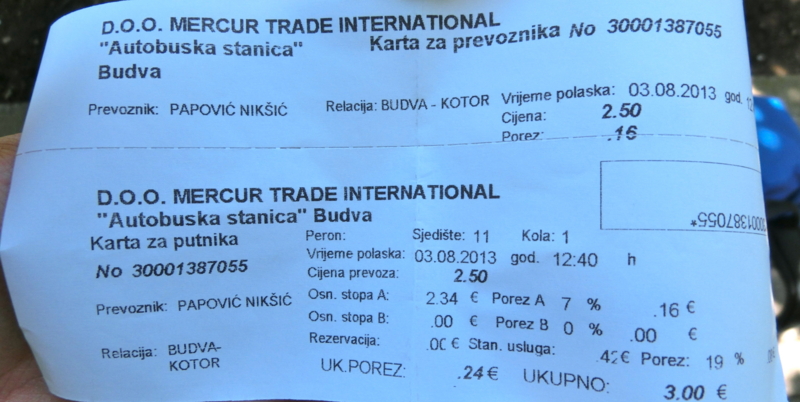 D.O.O. MERCUR TRADE INTERNATIONAL
"Autobuska stanica" Karta za prevoznika No 30001387055
Budva
Prevoznik: PAPOVIĆ NIKŠIĆ Relacija: BUDVA - KOTOR Vrijeme polaska: 03.08.2013 god.
Cijena: 2.50
Porez: .16
D.O.O. MERCUR TRADE INTERNATIONAL
"Autobuska stanica" Budva
Karta za putnika Peron: Sjedište: 11 Kola: 1
No 30001387055 Vrijeme polaska: 03.08.2013 god. 12:40 h
Cijena prevoza: 2.50
Prevoznik: PAPOVIĆ NIKŠIĆ Osn. stopa A: 2.34 € Porez A 7 % .16 €
Osn. stopa B: .00 € Porez B 0 % .00 €
Relacija: BUDVA- Rezervacija: .00 € Stan. usluga: .42€ Porez: 19 %
KOTOR UK.POREZ: .24€ UKUPNO: 3.00 €
30001387055*